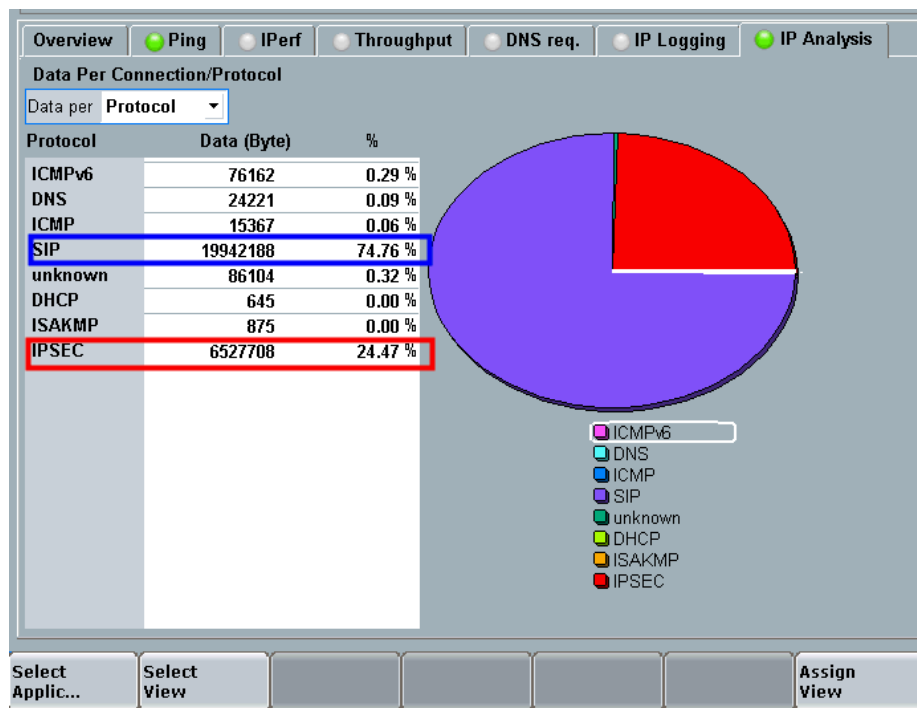 Overview Ping IPerf Throughput DNS req. IP Logging IP Analysis
Data Per Connection/Protocol
Data per Protocol
Protocol Data (Byte) %
ICMPv6 76162 0.29 %
DNS 24221 0.09 %
ICMP 15367 0.06 %
SIP 19942188 74.76 %
unknown 86104 0.32 %
DHCP 645 0.00 %
ISAKMP 875 0.00 %
IPSEC 6527708 24.47 %
ICMPv6
DNS
ICMP
SIP
unknown
DHCP
ISAKMP
IPSEC
Select Applic...
Select View
Assign View